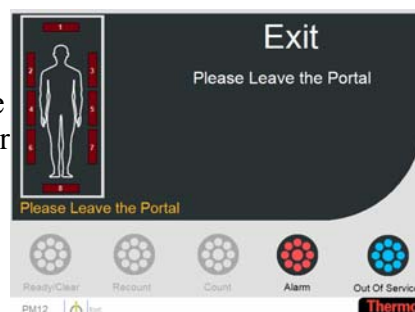 1
Exit
2
3
Please Leave the Portal
e
4
5
r
6
7
8
Please Leave the Portal
Ready/Clear
Recount
Count
Alarm
Out Of Service
PM12
Thermo